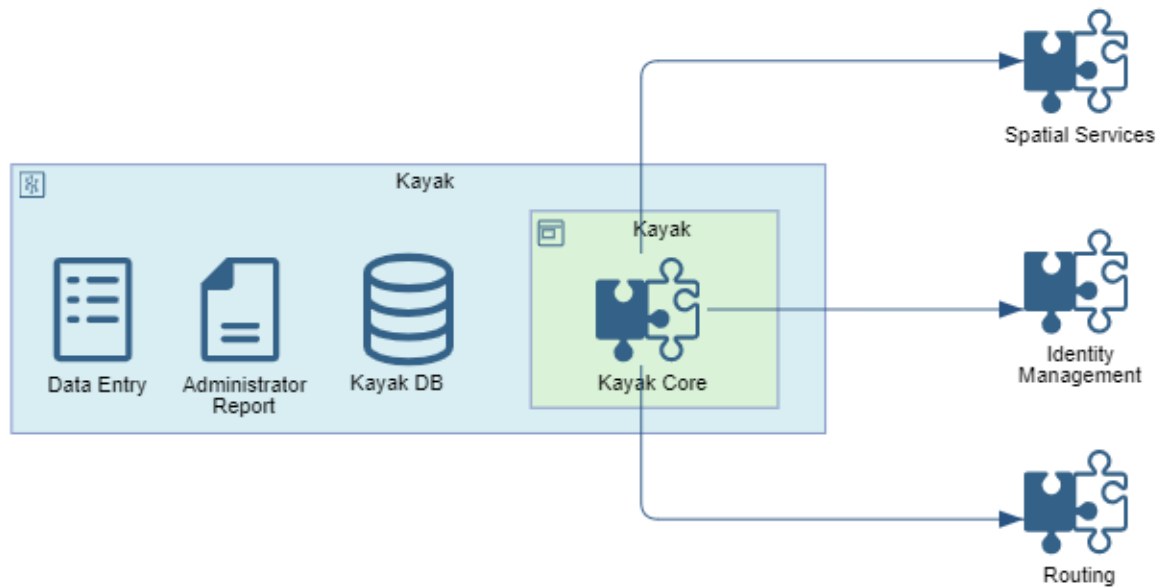 Spatial Services
Kayak
Kayak
Data Entry
Administrator
Report
Kayak DB
Kayak Core
Identity
Management
Routing